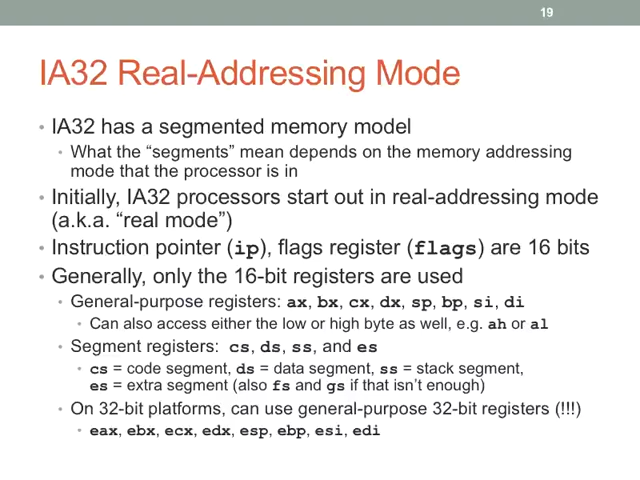 19
IA32 Real-Addressing Mode
• IA32 has a segmented memory model
• What the “segments” mean depends on the memory addressing
mode that the processor is in
• Initially, IA32 processors start out in real-addressing mode
(a.k.a. “real mode”)
• Instruction pointer (ip), flags register (flags) are 16 bits
• Generally, only the 16-bit registers are used
• General-purpose registers: ax, bx, cx, dx, sp, bp, si, di
• Can also access either the low or high byte as well, e.g. ah or al
• Segment registers: cs, ds, ss, and es
• cs = code segment, ds = data segment, ss = stack segment,
es = extra segment (also fs and gs if that isn’t enough)
• On 32-bit platforms, can use general-purpose 32-bit registers (!!!)
• eax, ebx, ecx, edx, esp, ebp, esi, edi